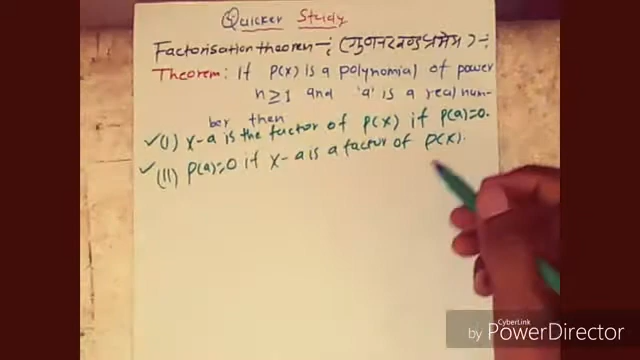 Quicker Study
Factorisation theorem :- (गुणनखण्ड प्रमेय) :-
Theorem: If P(x) is a polynomial of power
n≥1 and 'a' is a real num-
ber then
✓(I) x-a is the factor of P(x) if p(a)=0.
✓(II) P(a)=0 if x-a is a factor of P(x).
by CyberLink PowerDirector